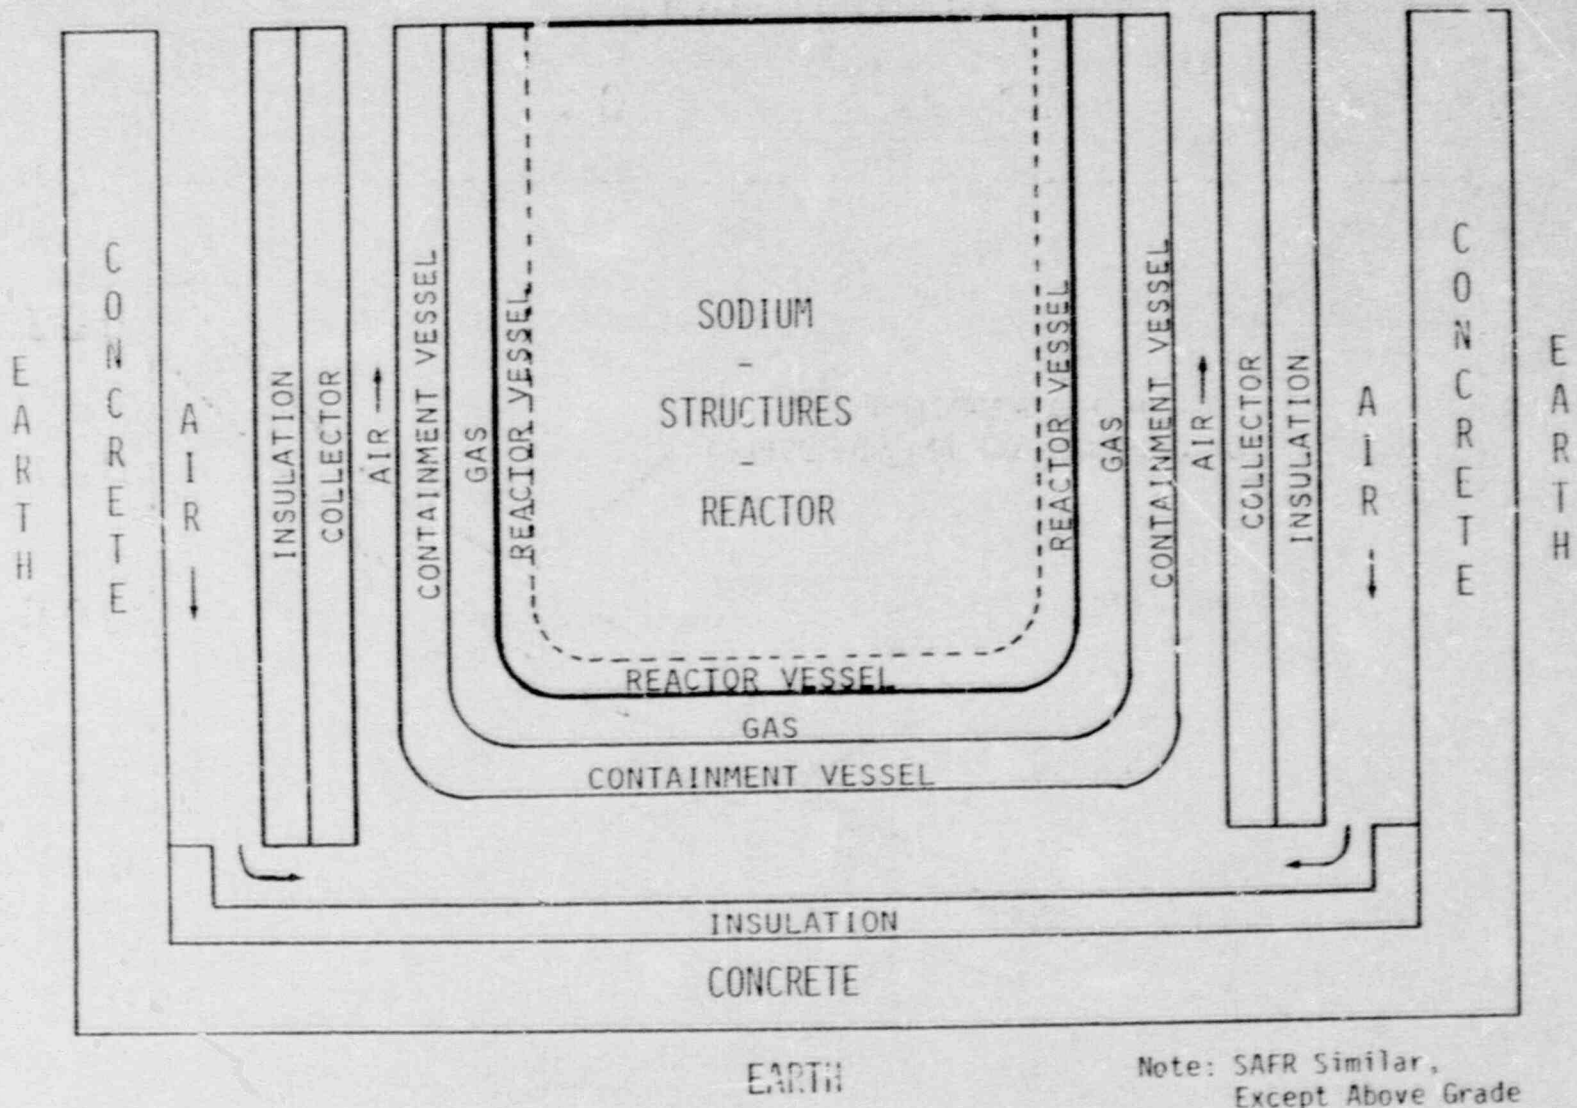 EARTH
CONCRETE
AIR
INSULATION
COLLECTOR
AIR
CONTAINMENT VESSEL
GAS
REACTOR VESSEL
SODIUM
-
STRUCTURES
-
REACTOR
REACTOR VESSEL
GAS
CONTAINMENT VESSEL
AIR
COLLECTOR
INSULATION
AIR
CONCRETE
EARTH
REACTOR VESSEL
GAS
CONTAINMENT VESSEL
INSULATION
CONCRETE
EARTH
Note: SAFR Similar,
Except Above Grade